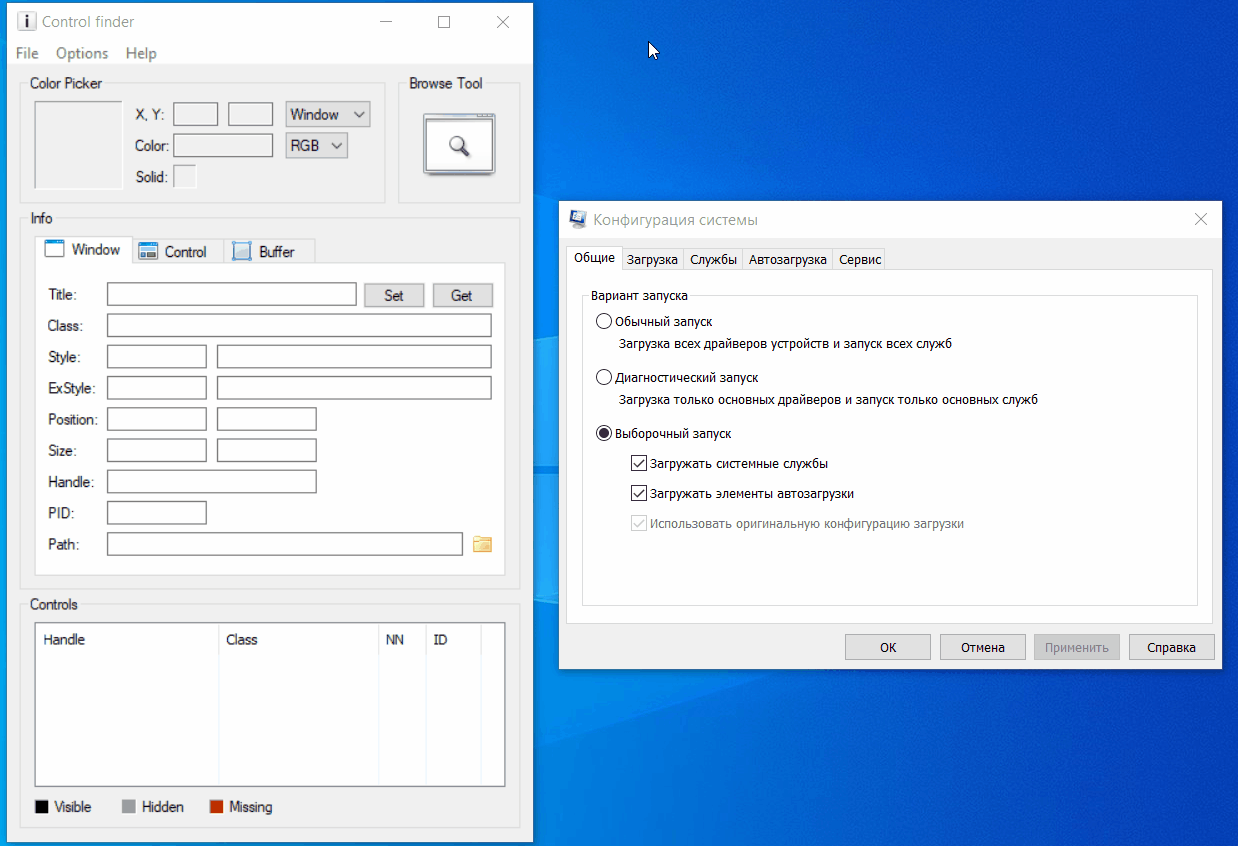 Control finder
File Options Help
Color Picker
X, Y: Window
Color: RGB
Solid:
Browse Tool
Info
Window Control Buffer
Title: Set Get
Class:
Style:
ExStyle:
Position:
Size:
Handle:
PID:
Path:
Controls
Handle Class NN ID
Visible Hidden Missing
Конфигурация системы
Общие Загрузка Службы Автозагрузка Сервис
Вариант запуска
Обычный запуск
Загрузка всех драйверов устройств и запуск всех служб
Диагностический запуск
Загрузка только основных драйверов и запуск только основных служб
Выборочный запуск
Загружать системные службы
Загружать элементы автозагрузки
Использовать оригинальную конфигурацию загрузки
ОК Отмена Применить Справка